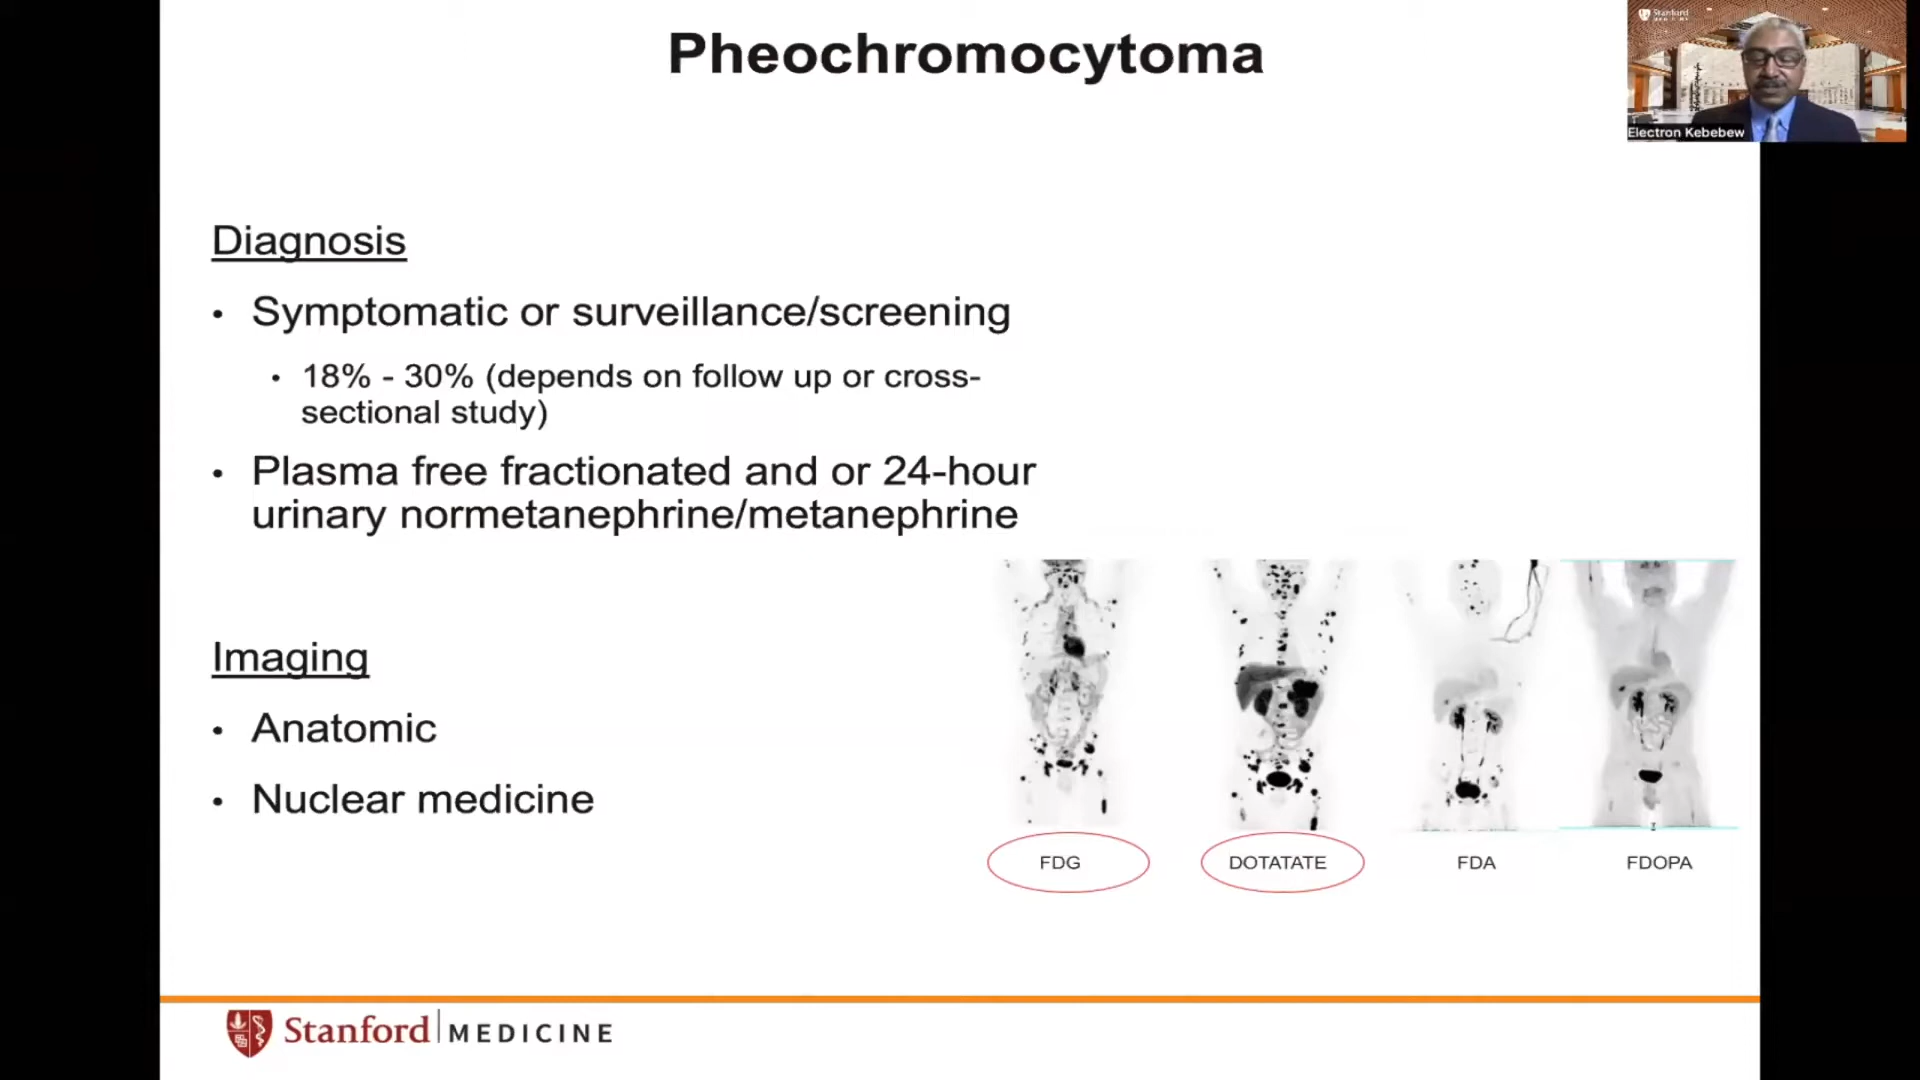 Pheochromocytoma
Stanford
Electron Kebebew
Diagnosis
• Symptomatic or surveillance/screening
• 18% - 30% (depends on follow up or cross-
sectional study)
• Plasma free fractionated and or 24-hour
urinary normetanephrine/metanephrine
Imaging
• Anatomic
• Nuclear medicine
FDG
DOTATATE
FDA
FDOPA
Stanford MEDICINE